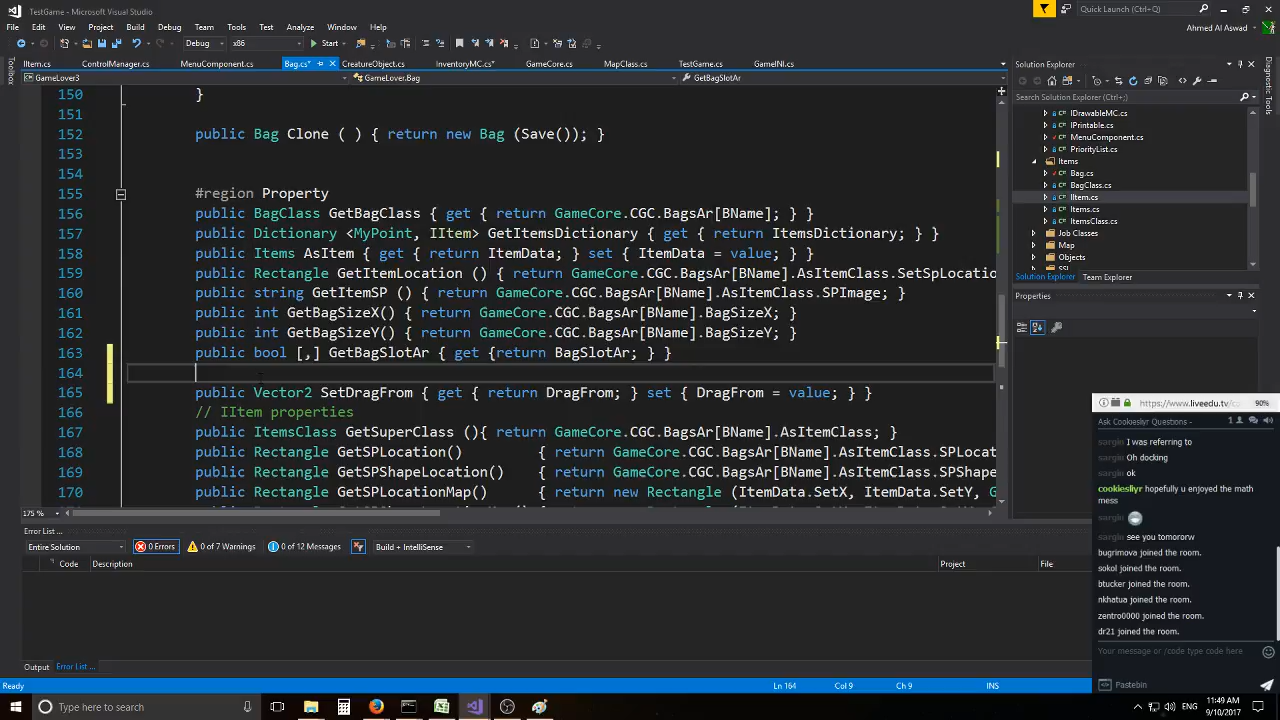 TestGame - Microsoft Visual Studio
Quick Launch (Ctrl+Q)
File Edit View Project Build Debug Team Tools Test Analyze Window Help
Ahmed Al Aswad
Debug x86 Start
IItem.cs ControlManager.cs MenuComponent.cs Bag.cs* CreatureObject.cs InventoryMC.cs* GameCore.cs MapClass.cs TestGame.cs GameINI.cs
GameLover3 GameLover.Bag GetBagSlotAr
Toolbox
150 }
151
152 public Bag Clone ( ) { return new Bag (Save()); }
153
154
155 #region Property
156 public BagClass GetBagClass { get { return GameCore.CGC.BagsAr[BName]; } }
157 public Dictionary <MyPoint, IItem> GetItemsDictionary { get { return ItemsDictionary; } }
158 public Items AsItem { get { return ItemData; } set { ItemData = value; } }
159 public Rectangle GetItemLocation () { return GameCore.CGC.BagsAr[BName].AsItemClass.SetSpLocatio
160 public string GetItemSP () { return GameCore.CGC.BagsAr[BName].AsItemClass.SPImage; }
161 public int GetBagSizeX() { return GameCore.CGC.BagsAr[BName].BagSizeX; }
162 public int GetBagSizeY() { return GameCore.CGC.BagsAr[BName].BagSizeY; }
163 public bool [,] GetBagSlotAr { get {return BagSlotAr; } }
164
165 public Vector2 SetDragFrom { get { return DragFrom; } set { DragFrom = value; } }
166 // IItem properties
167 public ItemsClass GetSuperClass (){ return GameCore.CGC.BagsAr[BName].AsItemClass; }
168 public Rectangle GetSPLocation() { return GameCore.CGC.BagsAr[BName].AsItemClass.SPLocat
169 public Rectangle GetSPShapeLocation() { return GameCore.CGC.BagsAr[BName].AsItemClass.SPShape
170 public Rectangle GetSPLocationMap() { return new Rectangle (ItemData.SetX, ItemData.SetY, G
175 %
Error List ...
Entire Solution 0 Errors 0 of 7 Warnings 0 of 12 Messages Build + IntelliSense
Code Description Project File
Output Error List ...
Ready Ln 164 Col 9 Ch 9 INS
Solution Explorer
Search Solution Explorer (Ctrl+;)
IDrawableMC.cs
IPrintable.cs
MenuComponent.cs
PriorityList.cs
Items
Bag.cs
BagClass.cs
IItem.cs
Items.cs
ItemsClass.cs
Job Classes
Map
Objects
SSL
Solution Explorer Team Explorer
Properties
Diagnostic Tools
https://www.liveedu.tv/c 90%
Ask Cookiesliyr Questions - 1
sargin I was referring to
sargin Oh docking
sargin ok
cookiesliyr hopefully u enjoyed the math
mess
sargin
sargin see you tomororw
bugrimova joined the room.
sokol joined the room.
btucker joined the room.
nkhatua joined the room.
zentro0000 joined the room.
dr21 joined the room.
Your message or /code type code here
Pastebin
Type here to search
11:49 AM
9/10/2017